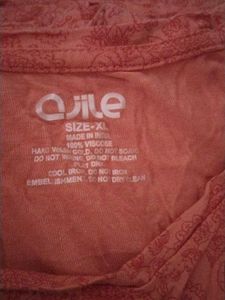 ajile
SIZE-XL
MADE IN INDIA
100% VISCOSE
HAND WASH COLD, DO NOT SOAK
DO NOT WRING, DO NOT BLEACH
FLAT DRY
COOL IRON, DO NOT IRON
EMBELLISHMENT, DO NOT DRY CLEAN